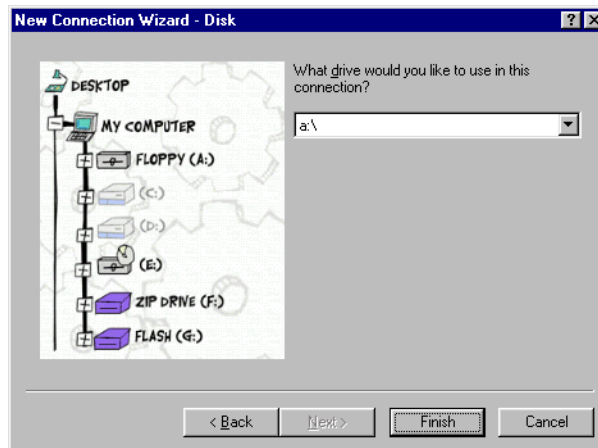 New Connection Wizard - Disk
DESKTOP
MY COMPUTER
FLOPPY (A:)
(C:)
(D:)
(E:)
ZIP DRIVE (F:)
FLASH (G:)
What drive would you like to use in this
connection?
a:\
< Back
Next >
Finish
Cancel